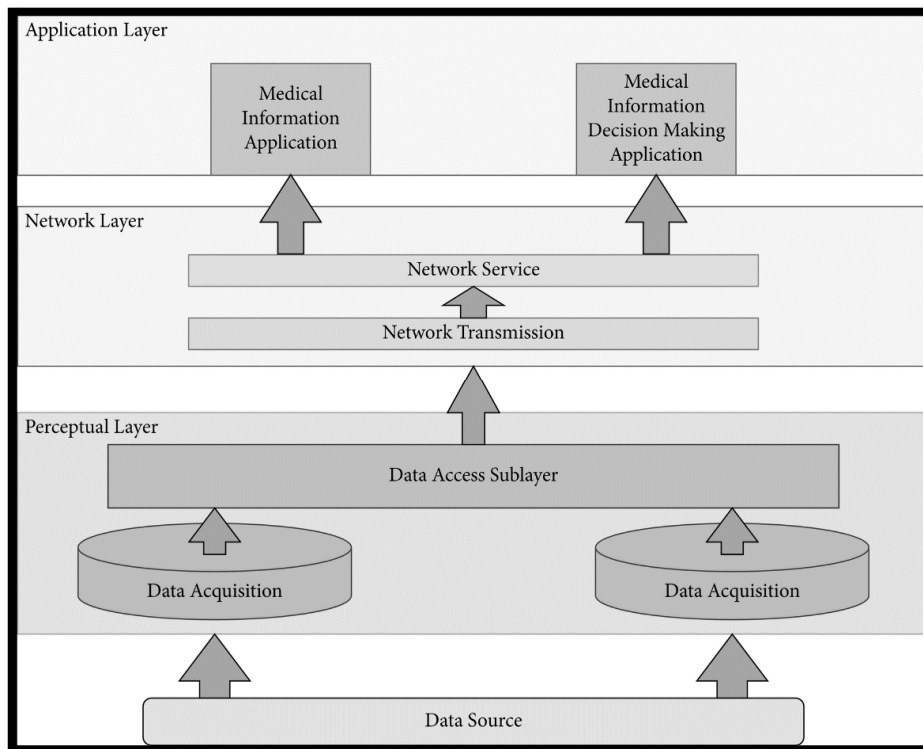 Application Layer
Medical
Information
Application
Medical
Information
Decision Making
Application
Network Layer
Network Service
Network Transmission
Perceptual Layer
Data Access Sublayer
Data Acquisition
Data Acquisition
Data Source